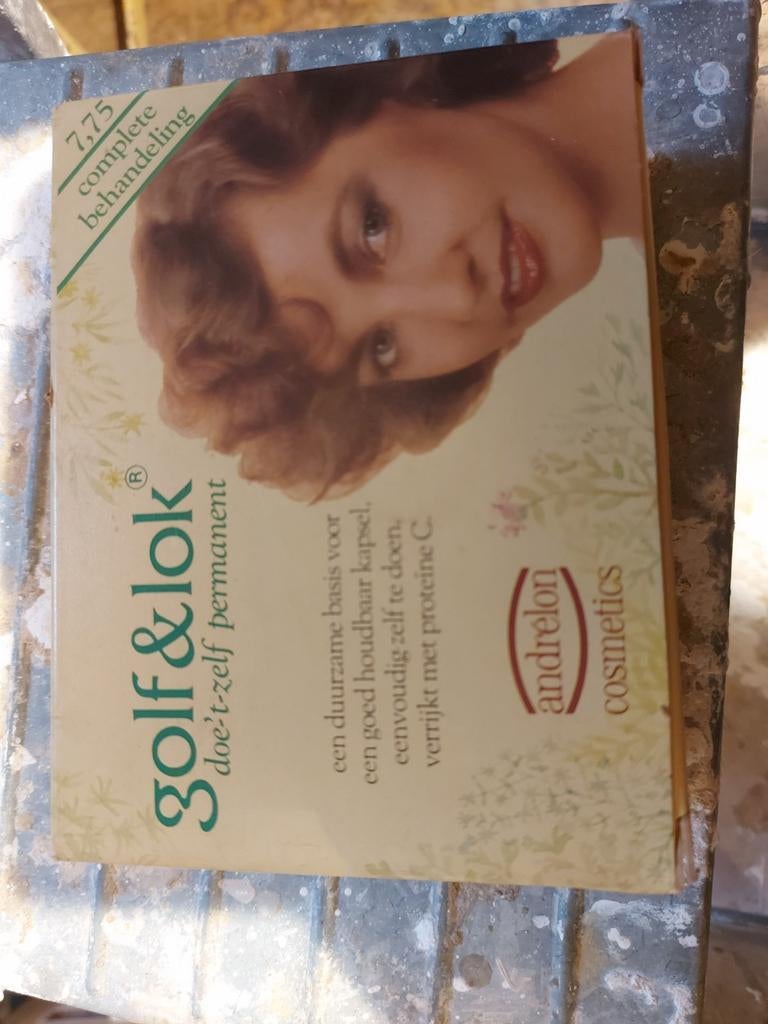 golf & lok®
doe't-zelf permanent
7,75
complete
behandeling
een duurzame basis voor
een goed houdbaar kapsel.
eenvoudig zelf te doen.
verrijkt met proteine C.
andrélon
cosmetics